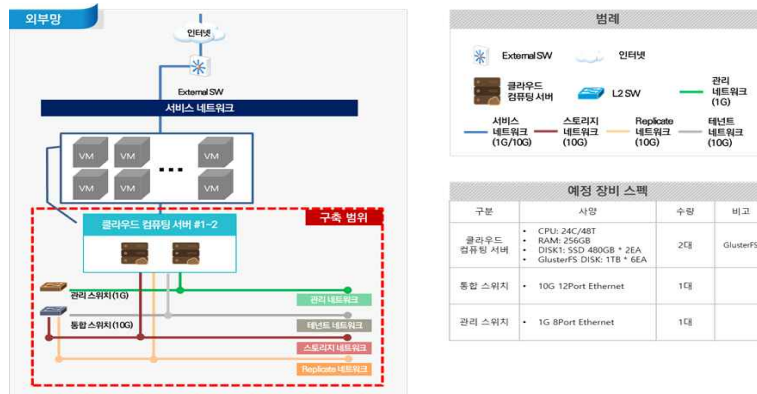 외부망
인터넷
External SW
서비스 네트워크
VM VM ... VM
VM VM VM
구축 범위
클라우드 컴퓨팅 서버 #1~2
관리 스위치(1G)
관리 네트워크
통합 스위치(10G)
테넌트 네트워크
스토리지 네트워크
Replicate 네트워크
범례
External SW
인터넷
클라우드
컴퓨팅 서버
L2 SW
관리
네트워크
(1G)
서비스
네트워크
(1G/10G)
스토리지
네트워크
(10G)
Replicate
네트워크
(10G)
테넌트
네트워크
(10G)
예정 장비 스펙
구분 사양 수량 비고
클라우드
컴퓨팅 서버
• CPU: 24C/48T
• RAM: 256GB
• DISK1: SSD 480GB * 2EA
• GlusterFS DISK: 1TB * 6EA
2대
GlusterFS
통합 스위치 • 10G 12Port Ethernet 1대
관리 스위치 • 1G 8Port Ethernet 1대